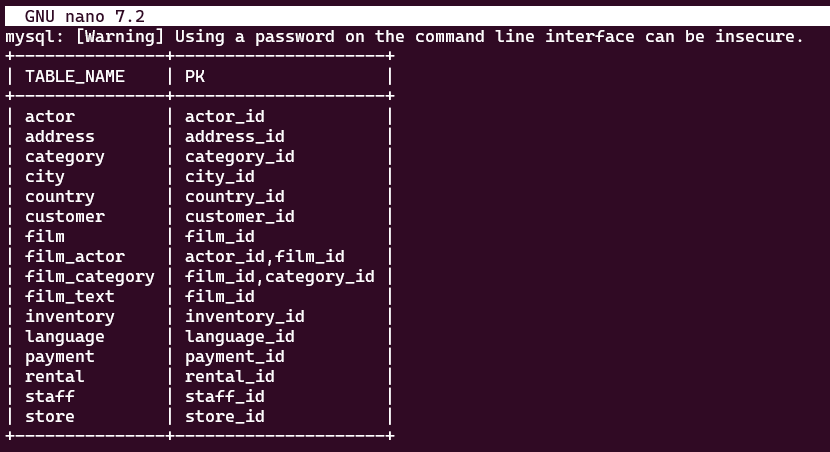 GNU nano 7.2
mysql: [Warning] Using a password on the command line interface can be insecure.
+---------------+---------------------+
| TABLE_NAME    | PK                  |
+---------------+---------------------+
| actor         | actor_id            |
| address       | address_id          |
| category      | category_id         |
| city          | city_id             |
| country       | country_id          |
| customer      | customer_id         |
| film          | film_id             |
| film_actor    | actor_id,film_id    |
| film_category | film_id,category_id |
| film_text     | film_id             |
| inventory     | inventory_id        |
| language      | language_id         |
| payment       | payment_id          |
| rental        | rental_id           |
| staff         | staff_id            |
| store         | store_id            |
+---------------+---------------------+